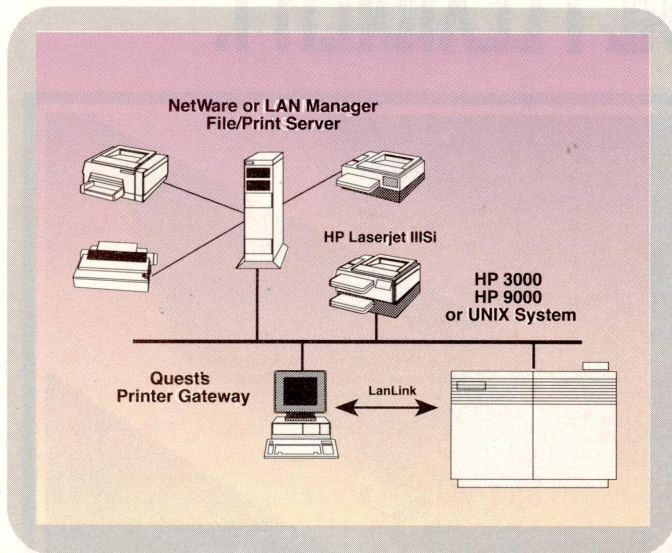 NetWare or LAN Manager
File/Print Server
HP Laserjet IIISi
HP 3000
HP 9000
or UNIX System
Quest's
Printer Gateway
LanLink